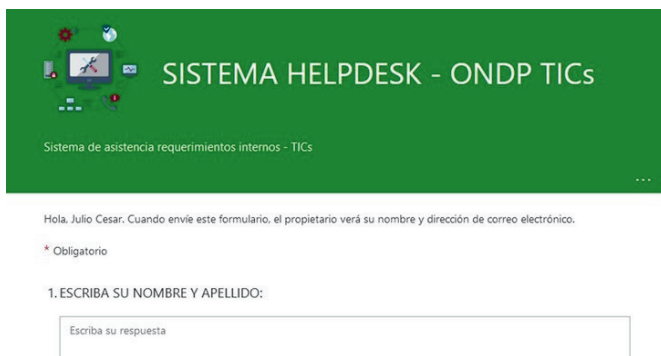 SISTEMA HELPDESK - ONDP TICs
Sistema de asistencia requerimientos internos - TICs
...
Hola, Julio Cesar. Cuando envíe este formulario, el propietario verá su nombre y dirección de correo electrónico.
* Obligatorio
1. ESCRIBA SU NOMBRE Y APELLIDO:
Escriba su respuesta